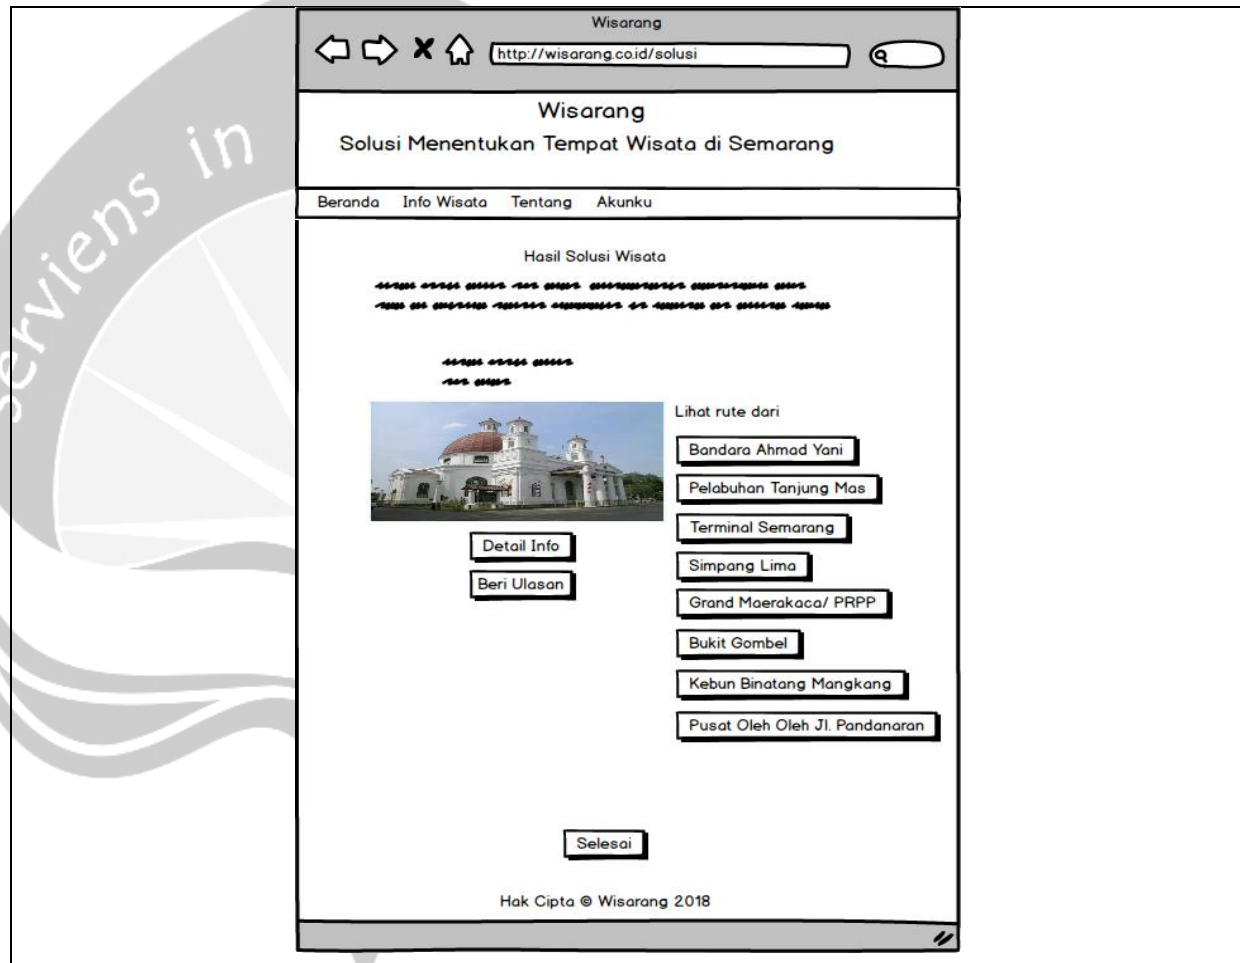 Wisarang
http://wisarang.co.id/solusi
Wisarang
Solusi Menentukan Tempat Wisata di Semarang
Beranda Info Wisata Tentang Akunku
Hasil Solusi Wisata
Lihat rute dari
Bandara Ahmad Yani
Pelabuhan Tanjung Mas
Terminal Semarang
Simpang Lima
Grand Maerakaca/ PRPP
Bukit Gombel
Kebun Binatang Mangkang
Pusat Oleh Oleh Jl. Pandanaran
Detail Info
Beri Ulasan
Selesai
Hak Cipta © Wisarang 2018
serviens in